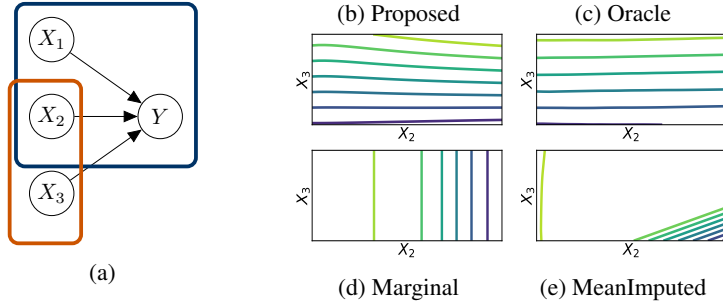 X₁
X₂
Y
X₃
(a)
(b) Proposed
X₃
X₂
(c) Oracle
X₃
X₂
X₃
X₂
(d) Marginal
X₃
X₂
(e) MeanImputed